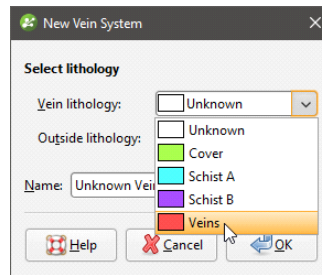 New Vein System
Select lithology
Vein lithology: Unknown
Unknown
Outside lithology:
Cover
Schist A
Name: Unknown Vei
Schist B
Veins
Help Cancel OK